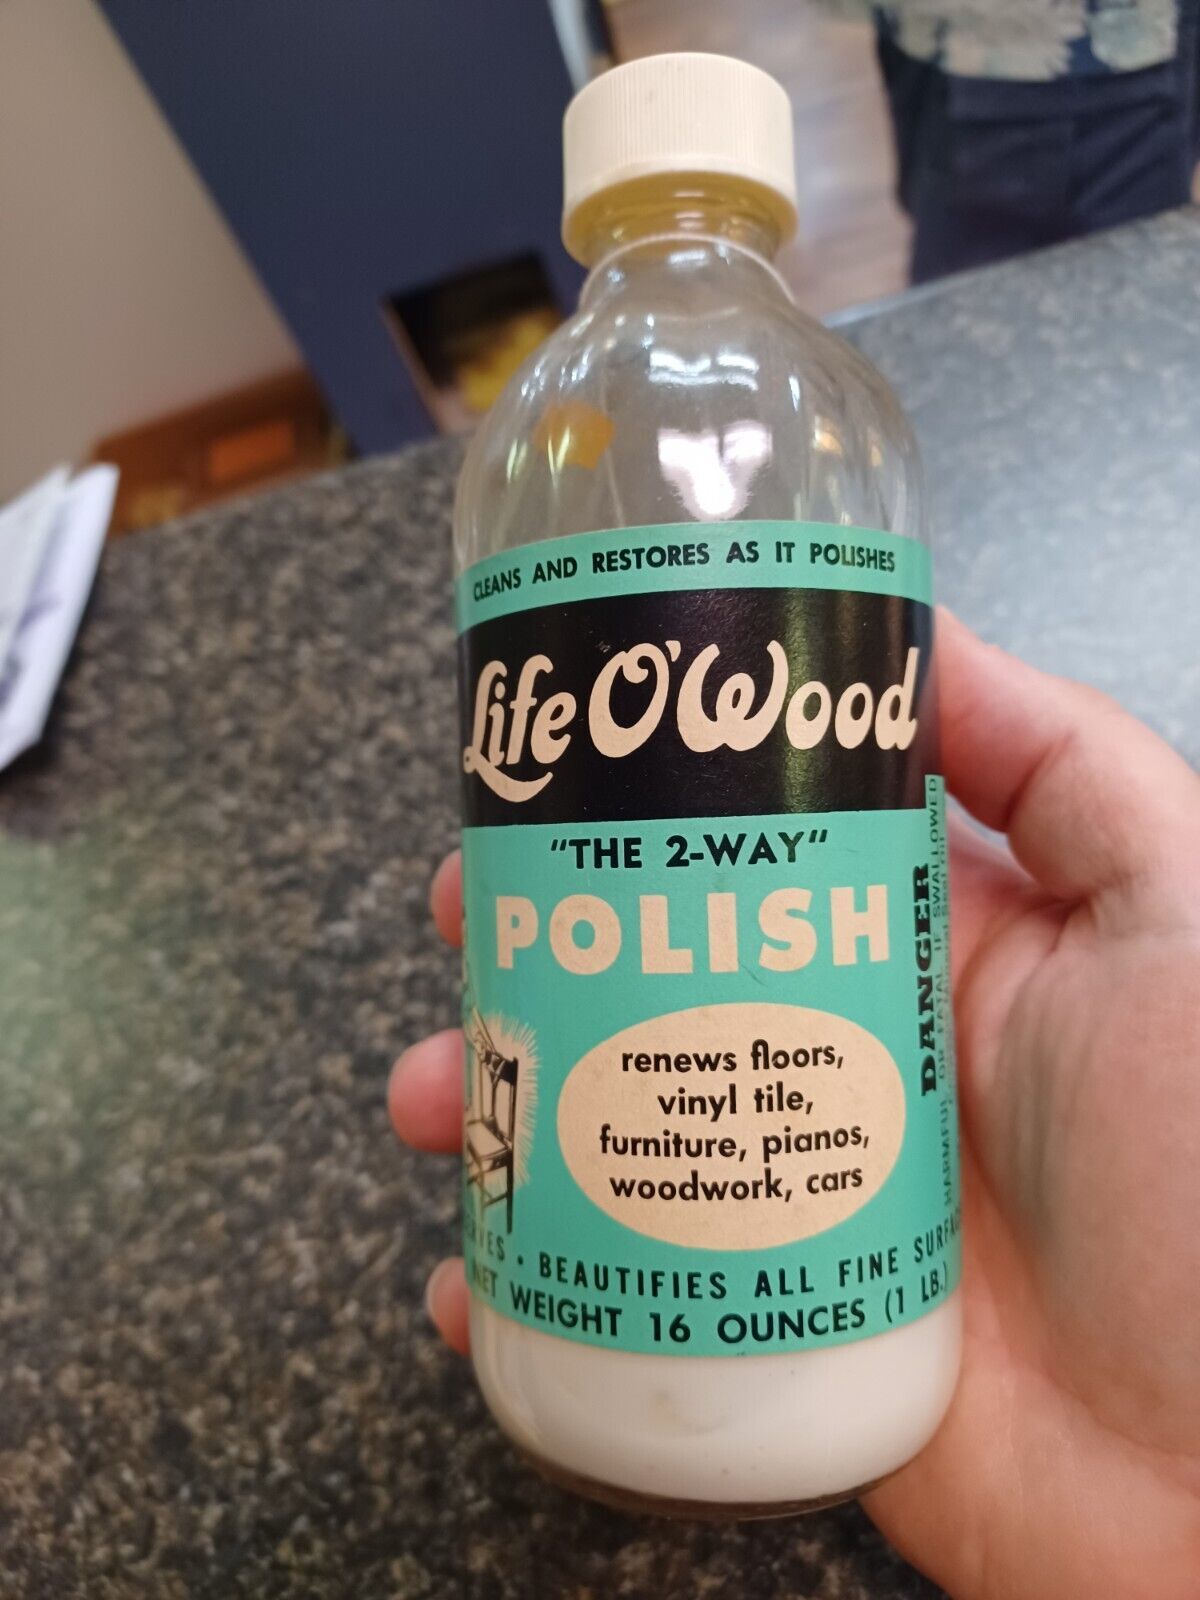 CLEANS AND RESTORES AS IT POLISHES
Life O'Wood
"THE 2-WAY"
POLISH
renews floors,
vinyl tile,
furniture, pianos,
woodwork, cars
• BEAUTIFIES ALL FINE
NET WEIGHT 16 OUNCES (1 LB.)
DANGER
HARMFUL OR FATAL IF SWALLOWED